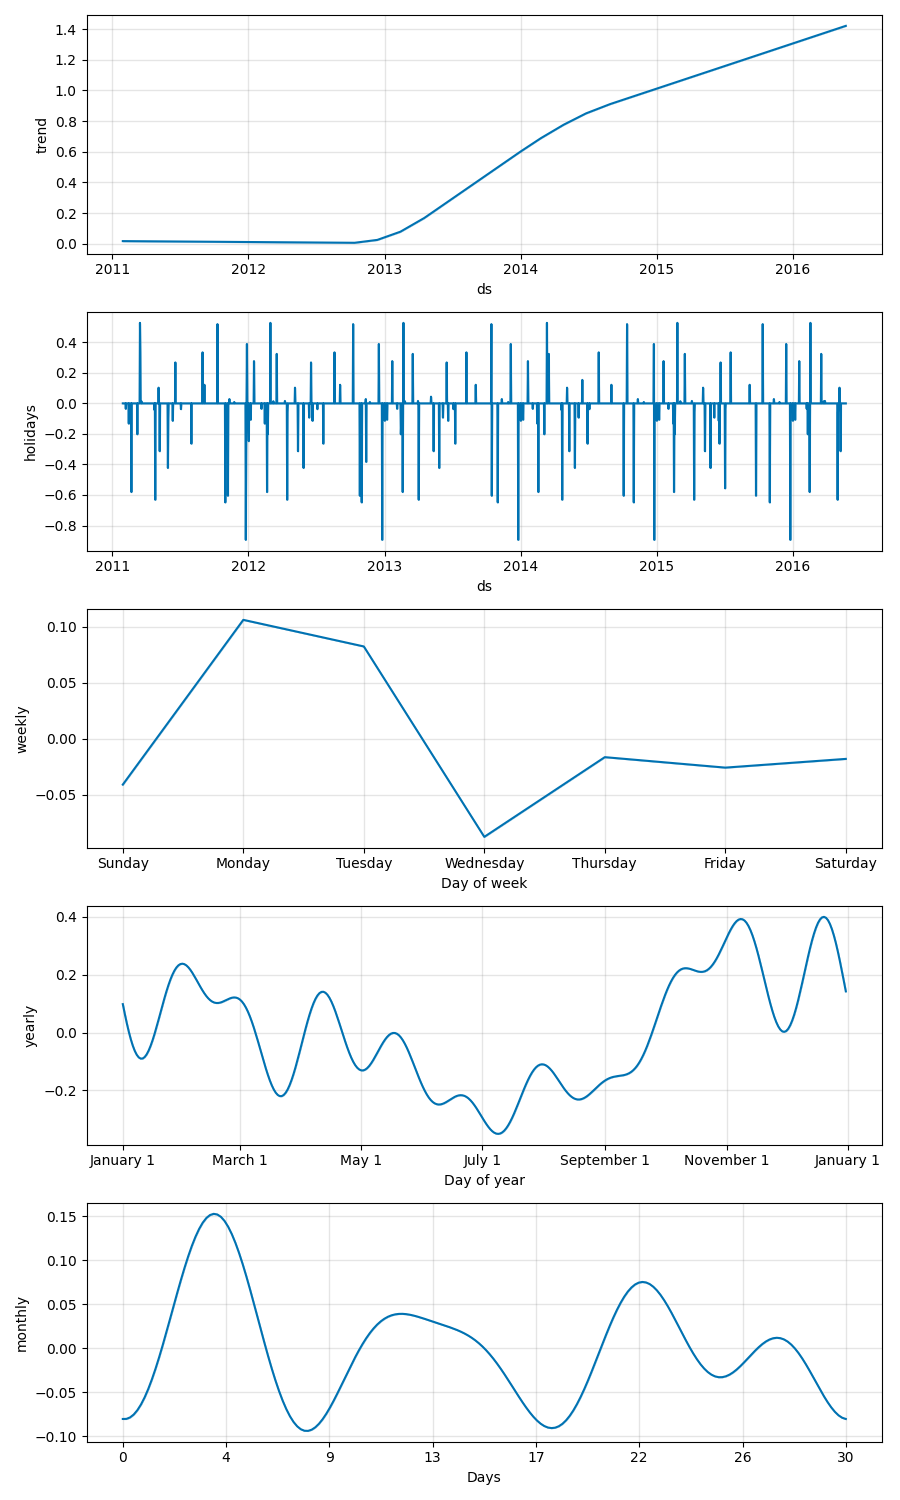 1.4
1.2
1.0
0.8
0.6
0.4
0.2
0.0
trend
2011 2012 2013 2014 2015 2016
ds
0.4
0.2
0.0
−0.2
−0.4
−0.6
−0.8
holidays
2011 2012 2013 2014 2015 2016
ds
0.10
0.05
0.00
−0.05
weekly
Sunday Monday Tuesday Wednesday Thursday Friday Saturday
Day of week
0.4
0.2
0.0
−0.2
yearly
January 1 March 1 May 1 July 1 September 1 November 1 January 1
Day of year
0.15
0.10
0.05
0.00
−0.05
−0.10
monthly
0 4 9 13 17 22 26 30
Days